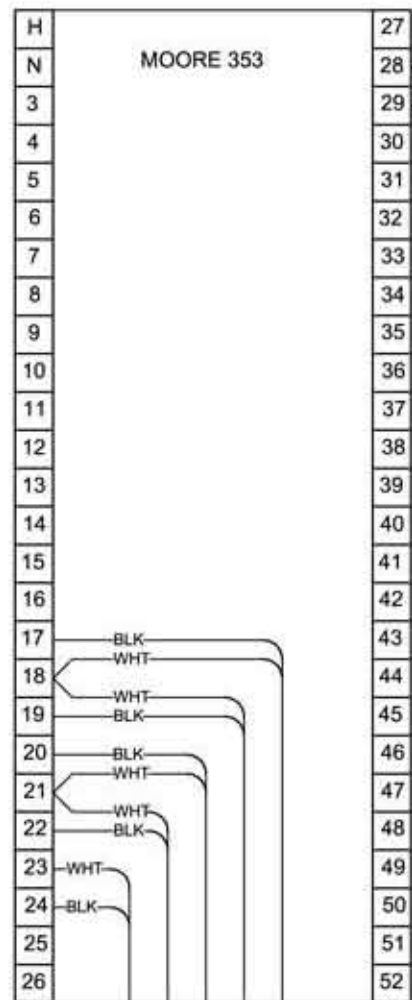 H 27
N MOORE 353 28
3 29
4 30
5 31
6 32
7 33
8 34
9 35
10 36
11 37
12 38
13 39
14 40
15 41
16 42
17 BLK 43
WHT
18 44
WHT
19 BLK 45
20 BLK 46
WHT
21 47
WHT
22 BLK 48
23 WHT 49
24 BLK 50
25 51
26 52